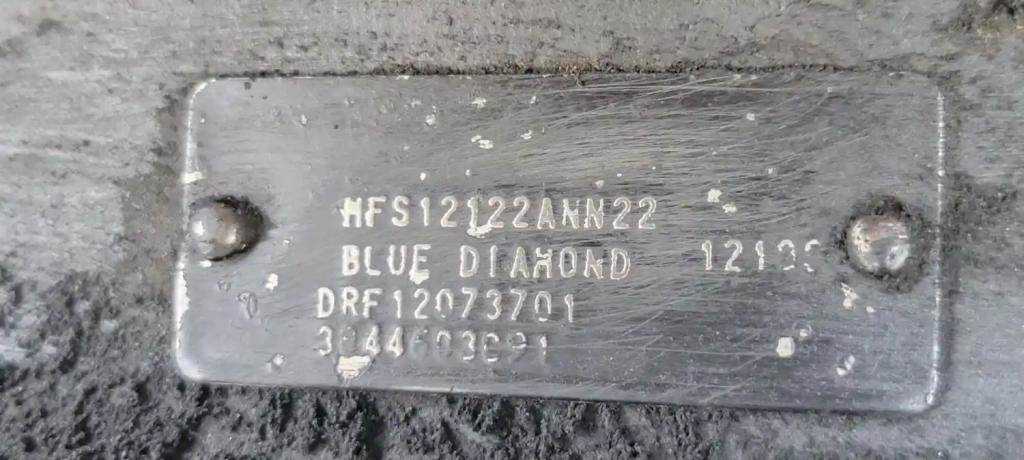 MFS12122ANN22
BLUE DIAMOND
DRF12073701